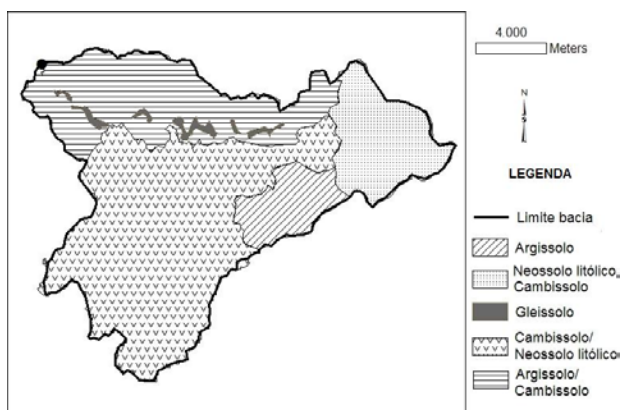 4.000
Meters
N
S
LEGENDA
Limite bacia
Argissolo
Neossolo litólico
Cambissolo
Gleissolo
Cambissolo/
Neossolo litólico
Argissolo/
Cambissolo